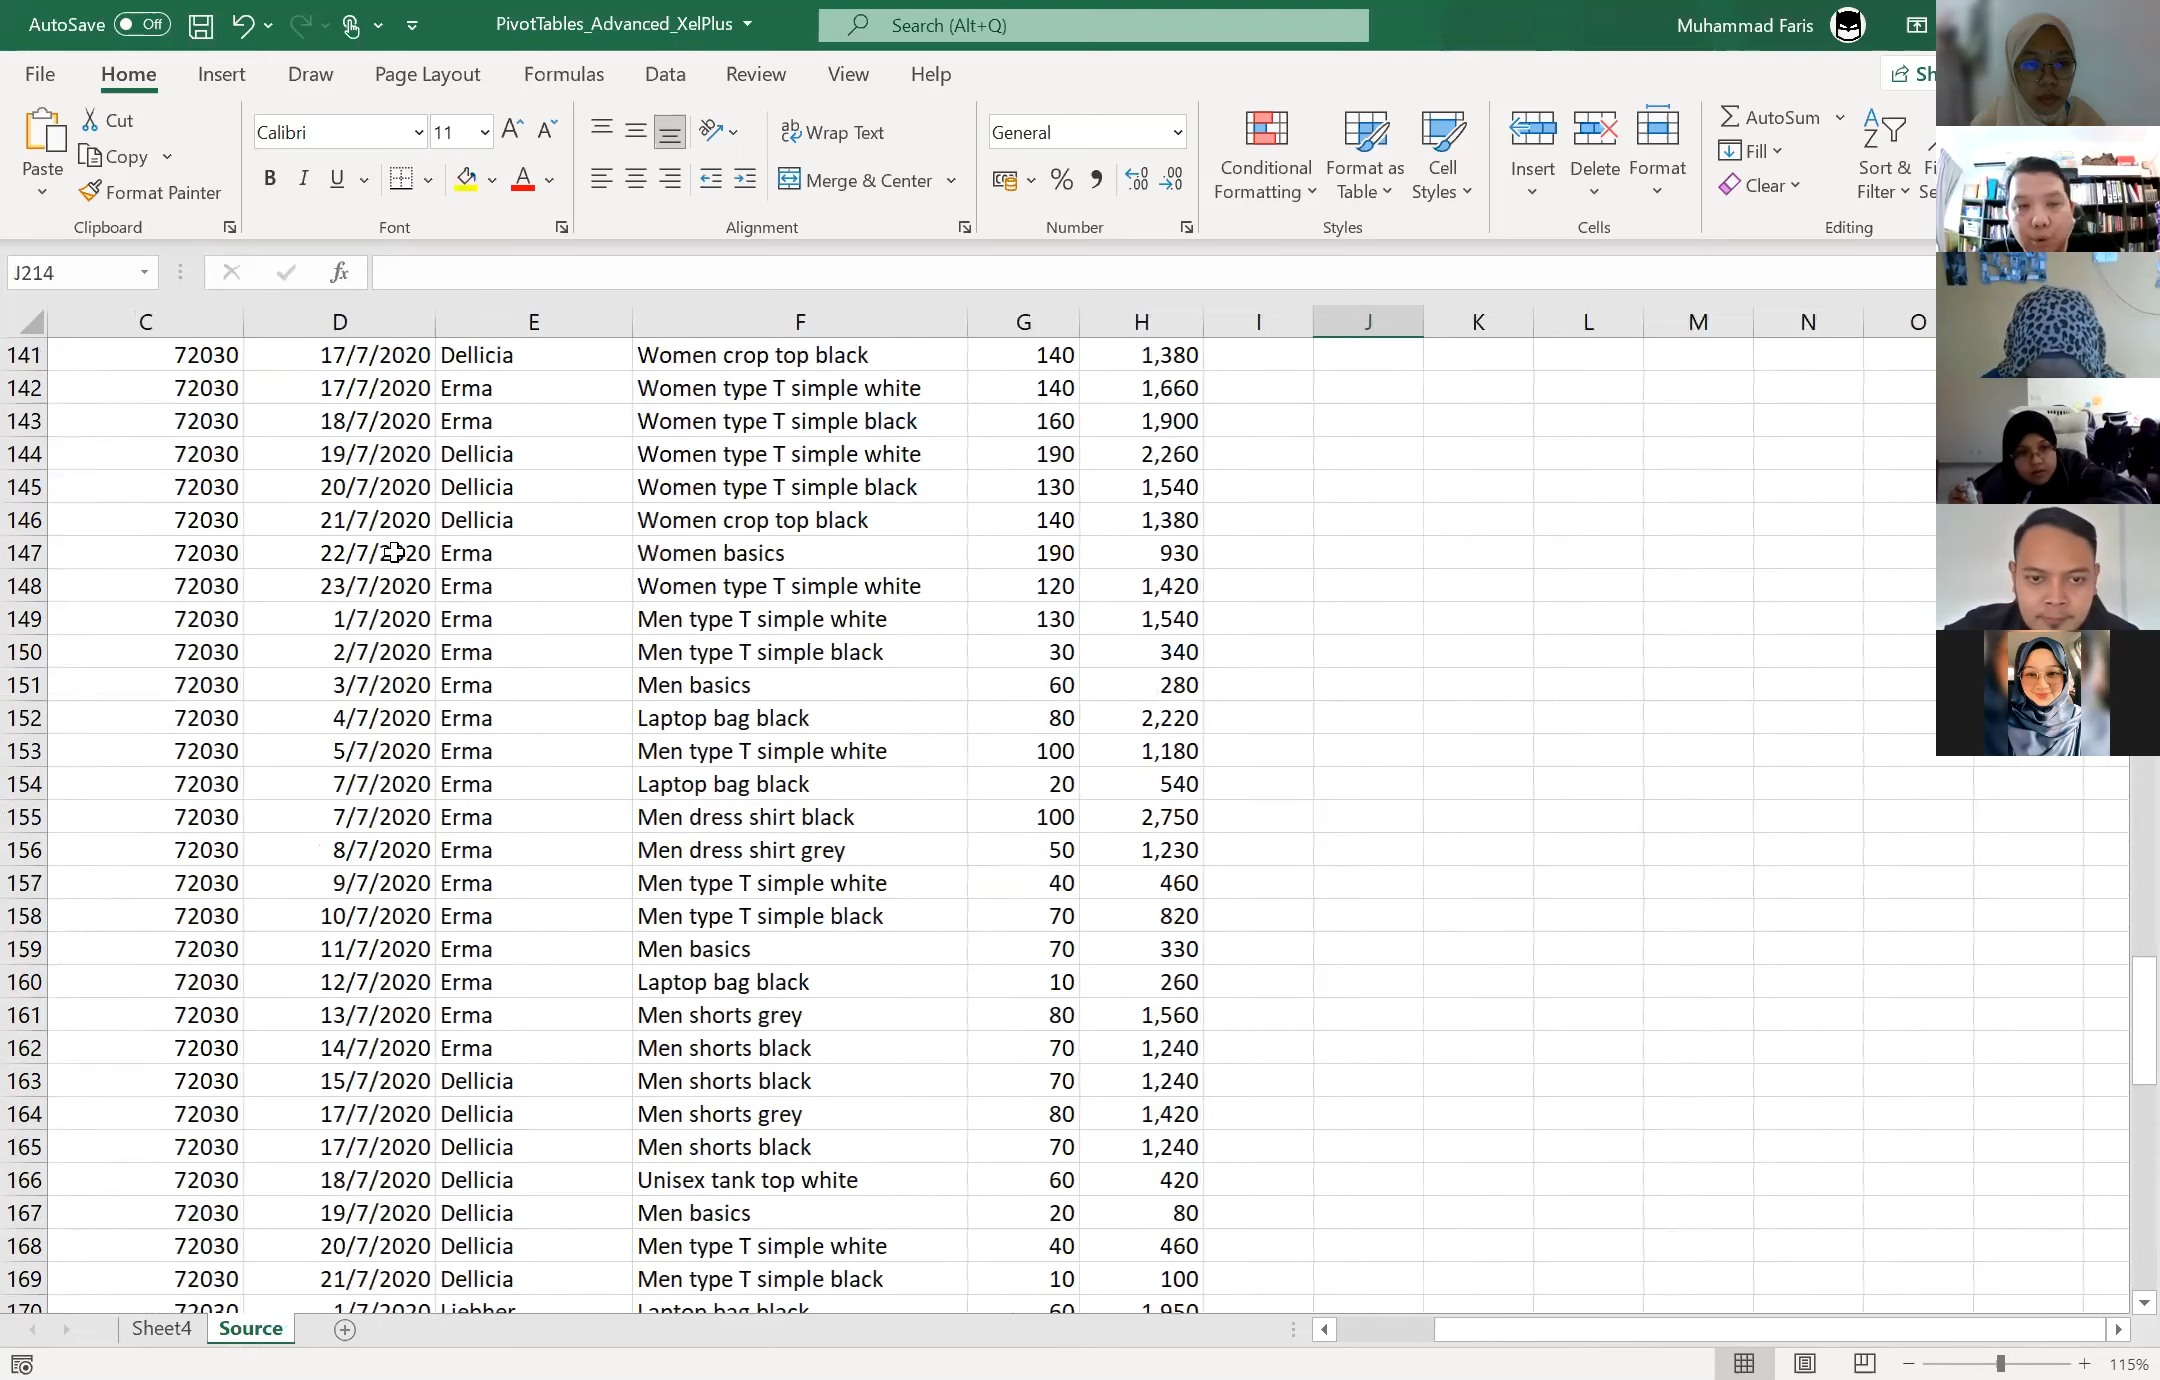 AutoSave Off PivotTables_Advanced_XelPlus Search (Alt+Q) Muhammad Faris
File Home Insert Draw Page Layout Formulas Data Review View Help Sh
Paste Cut Copy Format Painter Clipboard
Calibri 11 B I U A Font
ab Wrap Text Merge & Center Alignment
General % Number
Conditional Formatting Format as Table Cell Styles Styles
Insert Delete Format Cells
AutoSum Fill Clear Sort & Filter Editing
J214 fx
C D E F G H I J K L M N O
141 72030 17/7/2020 Dellicia Women crop top black 140 1,380
142 72030 17/7/2020 Erma Women type T simple white 140 1,660
143 72030 18/7/2020 Erma Women type T simple black 160 1,900
144 72030 19/7/2020 Dellicia Women type T simple white 190 2,260
145 72030 20/7/2020 Dellicia Women type T simple black 130 1,540
146 72030 21/7/2020 Dellicia Women crop top black 140 1,380
147 72030 22/7/2020 Erma Women basics 190 930
148 72030 23/7/2020 Erma Women type T simple white 120 1,420
149 72030 1/7/2020 Erma Men type T simple white 130 1,540
150 72030 2/7/2020 Erma Men type T simple black 30 340
151 72030 3/7/2020 Erma Men basics 60 280
152 72030 4/7/2020 Erma Laptop bag black 80 2,220
153 72030 5/7/2020 Erma Men type T simple white 100 1,180
154 72030 7/7/2020 Erma Laptop bag black 20 540
155 72030 7/7/2020 Erma Men dress shirt black 100 2,750
156 72030 8/7/2020 Erma Men dress shirt grey 50 1,230
157 72030 9/7/2020 Erma Men type T simple white 40 460
158 72030 10/7/2020 Erma Men type T simple black 70 820
159 72030 11/7/2020 Erma Men basics 70 330
160 72030 12/7/2020 Erma Laptop bag black 10 260
161 72030 13/7/2020 Erma Men shorts grey 80 1,560
162 72030 14/7/2020 Erma Men shorts black 70 1,240
163 72030 15/7/2020 Dellicia Men shorts black 70 1,240
164 72030 17/7/2020 Dellicia Men shorts grey 80 1,420
165 72030 17/7/2020 Dellicia Men shorts black 70 1,240
166 72030 18/7/2020 Dellicia Unisex tank top white 60 420
167 72030 19/7/2020 Dellicia Men basics 20 80
168 72030 20/7/2020 Dellicia Men type T simple white 40 460
169 72030 21/7/2020 Dellicia Men type T simple black 10 100
170 72030 1/7/2020 Liebher Laptop bag black 60 1,950
Sheet4 Source
115%